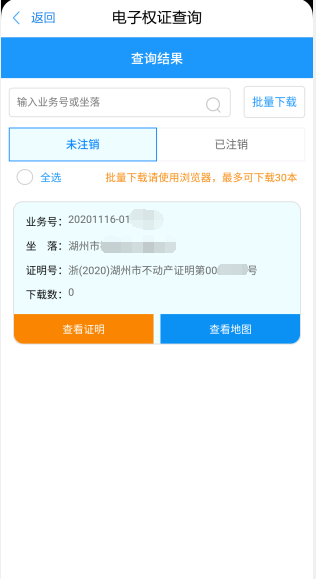 返回 电子权证查询
查询结果
输入业务号或坐落 批量下载
未注销 已注销
全选 批量下载请使用浏览器，最多可下载30本
业务号：20201116-01
坐 落：湖州市
证明号：浙(2020)湖州市不动产证明第00 号
下载数：0
查看证明 查看地图